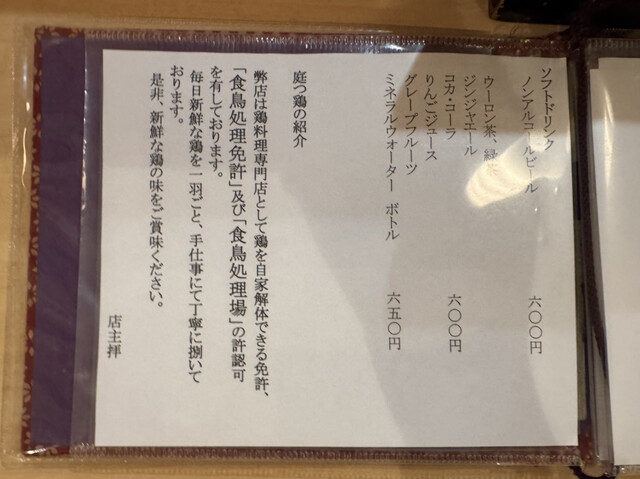 ソフトドリンク
ノンアルコールビール 六〇〇円
ウーロン茶、緑茶
ジンジャエール
コカ・コーラ 六〇〇円
りんごジュース
グレープフルーツ
ミネラルウォーター ボトル 六五〇円
庭つ鶏の紹介
弊店は鶏料理専門店として鶏を自家解体できる免許、
「食鳥処理免許」及び「食鳥処理場」の許認可
を有しております。
毎日新鮮な鶏を一羽ごと、手仕事にて丁寧に捌いて
おります。
是非、新鮮な鶏の味をご賞味ください。
店主拝